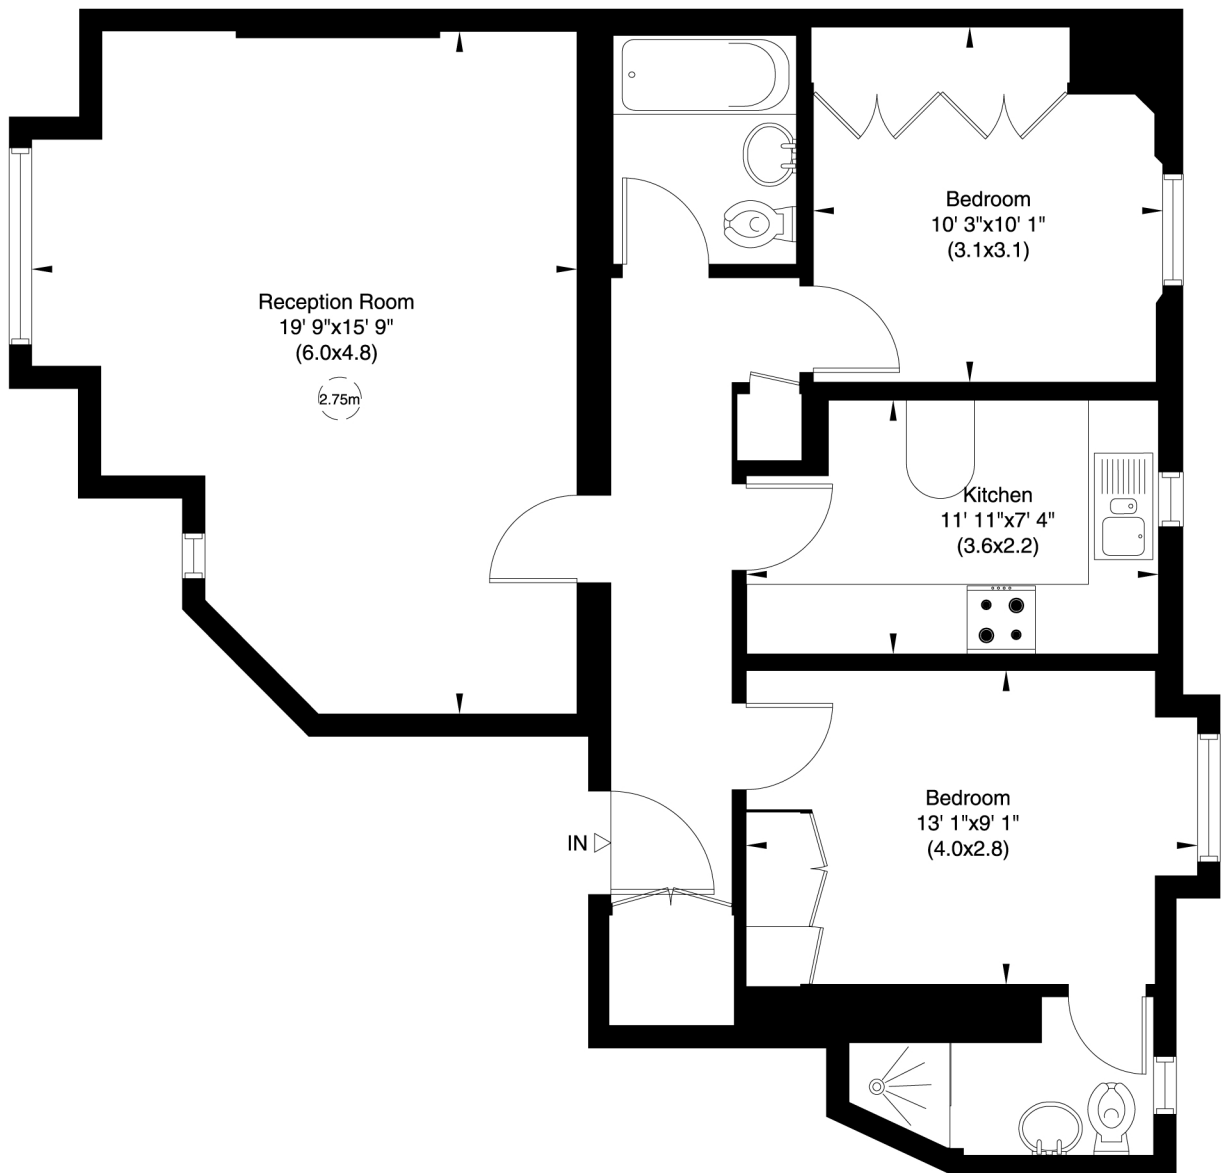 Bedroom
10' 3"x10' 1"
(3.1x3.1)
Reception Room
19' 9"x15' 9"
(6.0x4.8)
2.75m
Kitchen
11' 11"x7' 4"
(3.6x2.2)
Bedroom
13' 1"x9' 1"
(4.0x2.8)
IN